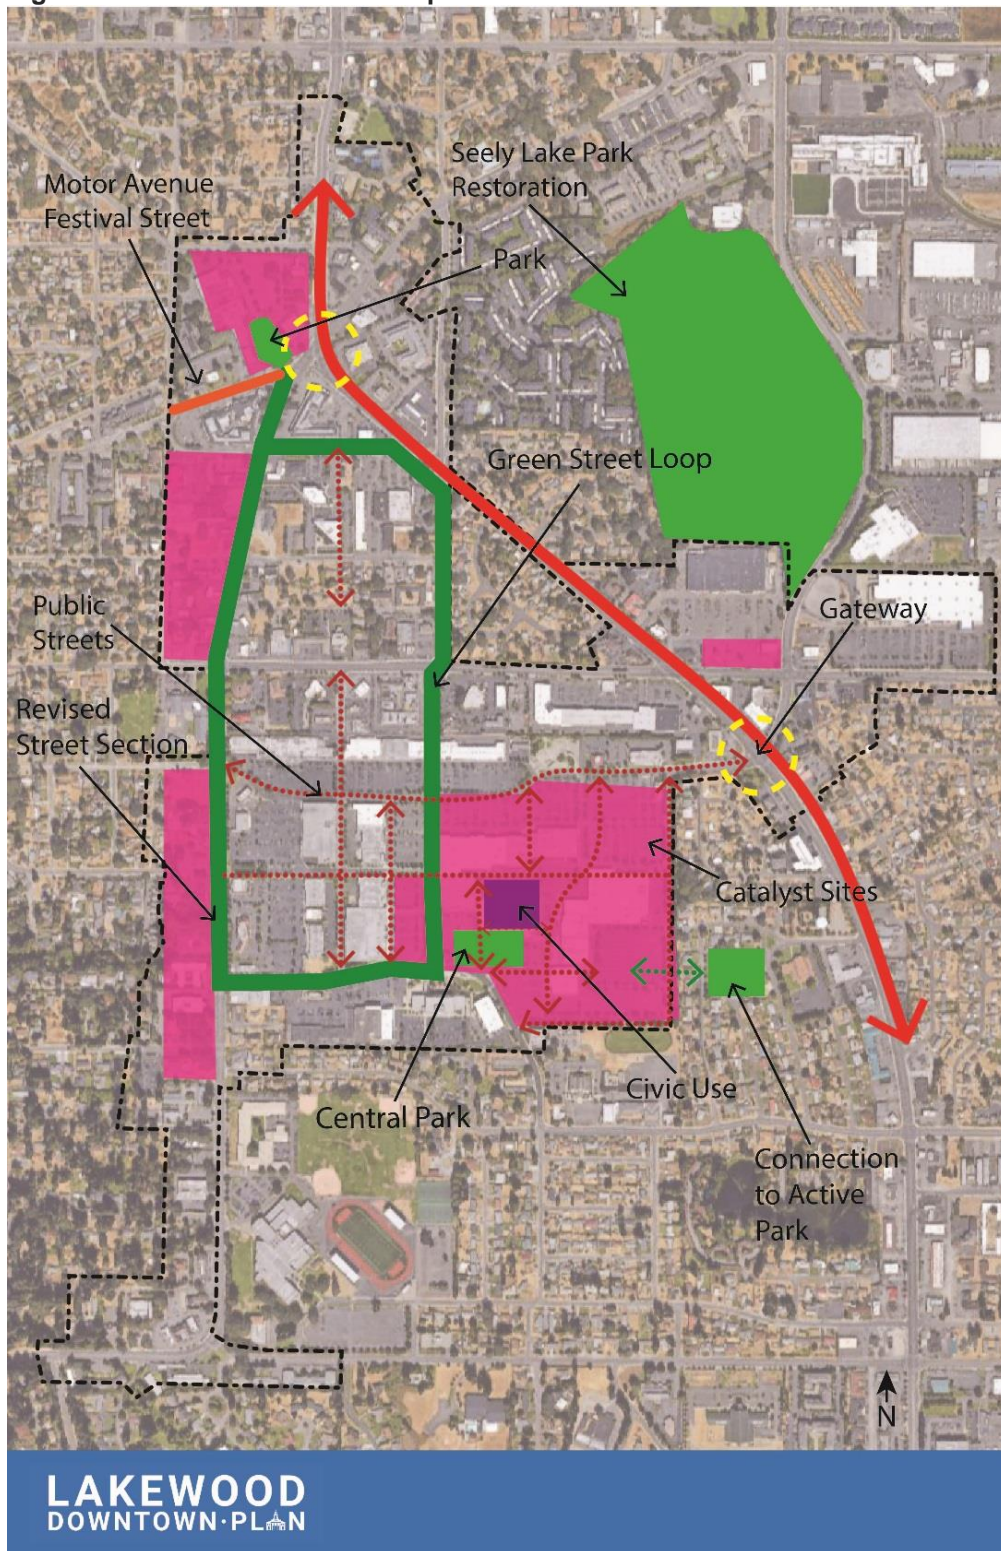 Seely Lake Park
Restoration
Motor Avenue
Festival Street
Park
Green Street Loop
Public
Streets
Gateway
Revised
Street Section
Catalyst Sites
Civic Use
Central Park
Connection
to Active
Park
N
LAKEWOOD
DOWNTOWN·PLAN